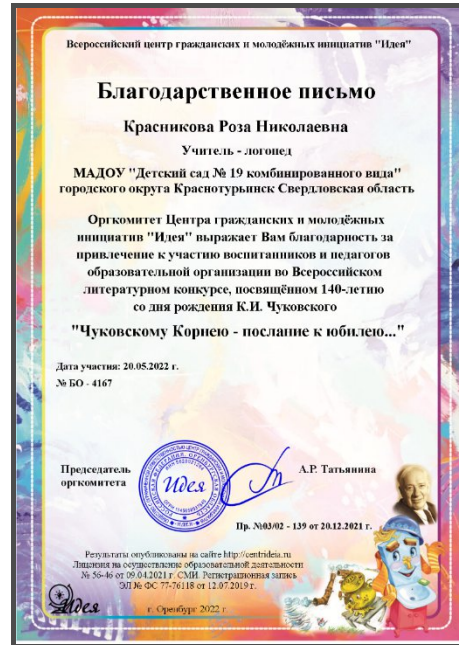 Всероссийский центр гражданских и молодёжных инициатив "Идея"
Благодарственное письмо
Красникова Роза Николаевна
Учитель - логопед
МАДОУ "Детский сад № 19 комбинированного вида"
городского округа Краснотурьинск Свердловская область
Оргкомитет Центра гражданских и молодёжных
инициатив "Идея" выражает Вам благодарность за
привлечение к участию воспитанников и педагогов
образовательной организации во Всероссийском
литературном конкурсе, посвящённом 140-летию
со дня рождения К.И. Чуковского
"Чуковскому Корнею - послание к юбилею..."
Дата участия: 20.05.2022 г.
№ БО - 4167
Председатель
оргкомитета
Идея
А.Р. Татьянина
Пр. №03/02 - 139 от 20.12.2021 г.
Результаты опубликованы на сайте http://centrideia.ru
Лицензия на осуществление образовательной деятельности
№ 56-46 от 09.04.2021 г. СМИ. Регистрационная запись
ЭЛ № ФС 77-76118 от 12.07.2019 г.
Идея
г. Оренбург 2022 г.